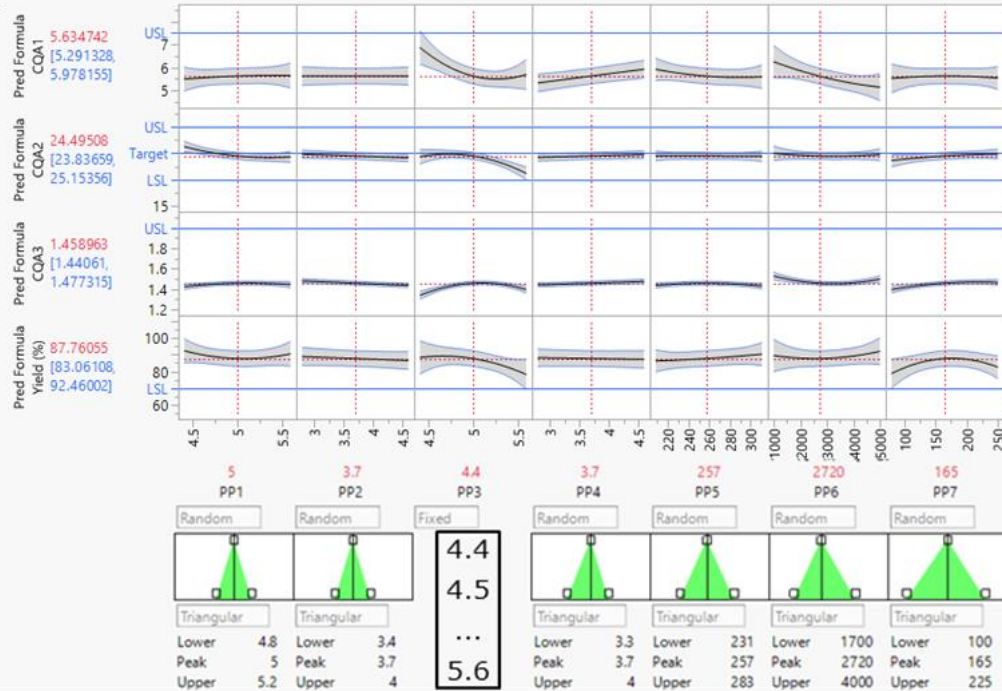 Pred Formula
CQA1
5.634742
[5.291328,
5.978155]
USL
7
6
5
Pred Formula
CQA2
24.49508
[23.83659,
25.15356]
USL
Target
LSL
15
Pred Formula
CQA3
1.458963
[1.44061,
1.477315]
USL
1.8
1.6
1.4
1.2
Pred Formula
Yield (%)
87.76055
[83.06108,
92.46002]
100
80
LSL
60
4.5 5 5.5 3 3.5 4 4.5 4.5 5 5.5 3 3.5 4 4.5 220 240 260 280 300 1000 2000 3000 4000 5000 100 150 200 250
5 3.7 4.4 3.7 257 2720 165
PP1 PP2 PP3 PP4 PP5 PP6 PP7
Random Random Fixed Random Random Random Random
4.4
4.5
...
5.6
Triangular Triangular Triangular Triangular Triangular Triangular
Lower 4.8 Lower 3.4 Lower 3.3 Lower 231 Lower 1700 Lower 100
Peak 5 Peak 3.7 Peak 3.7 Peak 257 Peak 2720 Peak 165
Upper 5.2 Upper 4 Upper 4 Upper 283 Upper 4000 Upper 225